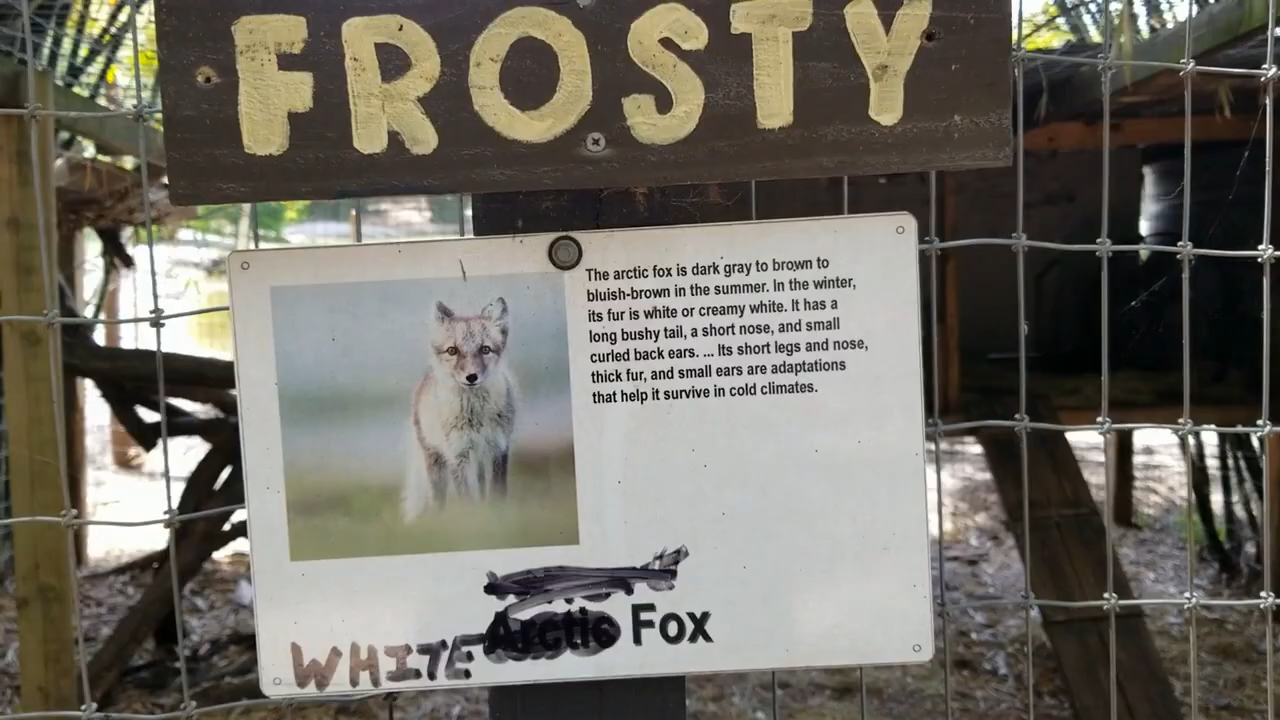 FROSTY
The arctic fox is dark gray to brown to
bluish-brown in the summer. In the winter,
its fur is white or creamy white. It has a
long bushy tail, a short nose, and small
curled back ears. ... Its short legs and nose,
thick fur, and small ears are adaptations
that help it survive in cold climates.
WHITE Arctic Fox